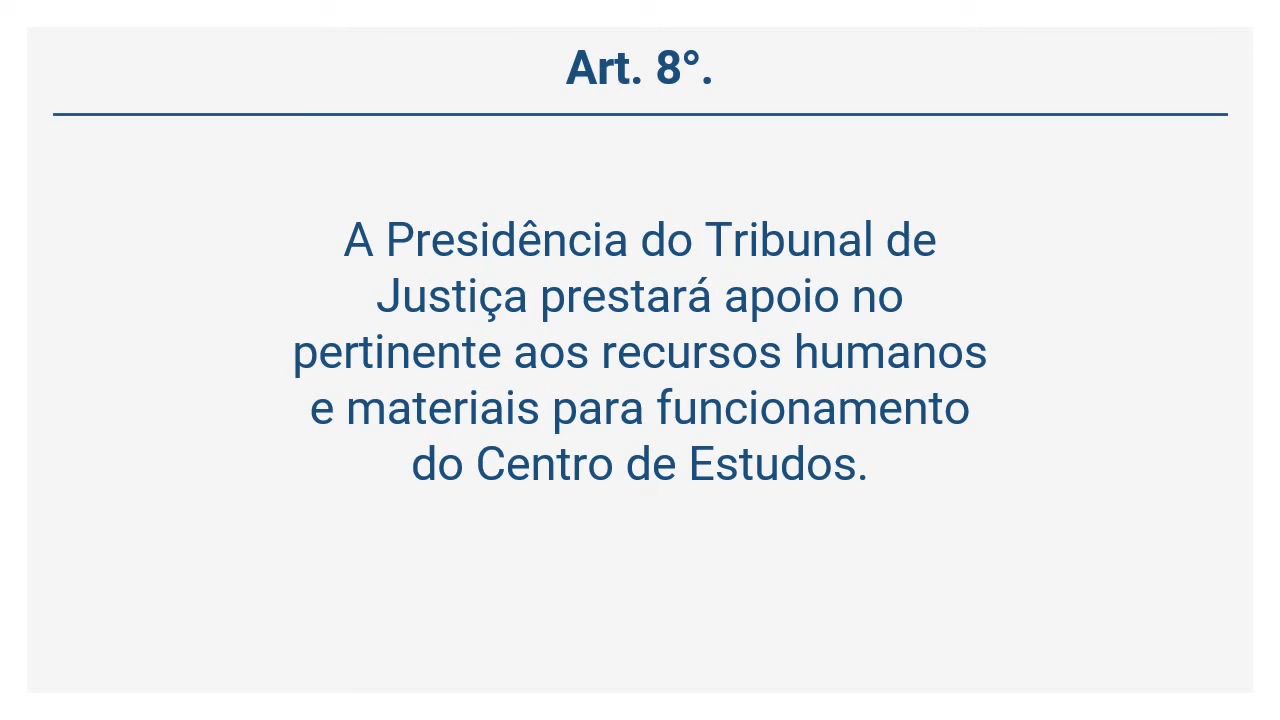 Art. 8°.
A Presidência do Tribunal de
Justiça prestará apoio no
pertinente aos recursos humanos
e materiais para funcionamento
do Centro de Estudos.